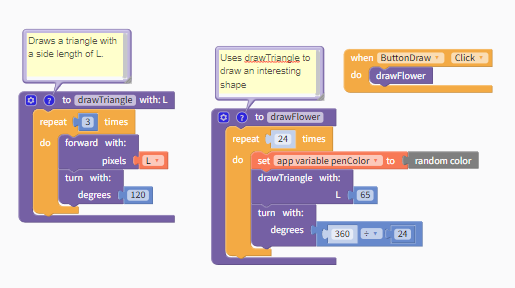 Draws a triangle with
a side length of L.
? to drawTriangle with: L
repeat 3 times
do forward with:
pixels L
turn with:
degrees 120
Uses drawTriangle to
draw an interesting
shape
? to drawFlower
repeat 24 times
do set app variable penColor to random color
drawTriangle with:
L 65
turn with:
degrees 360 ÷ 24
when ButtonDraw Click
do drawFlower